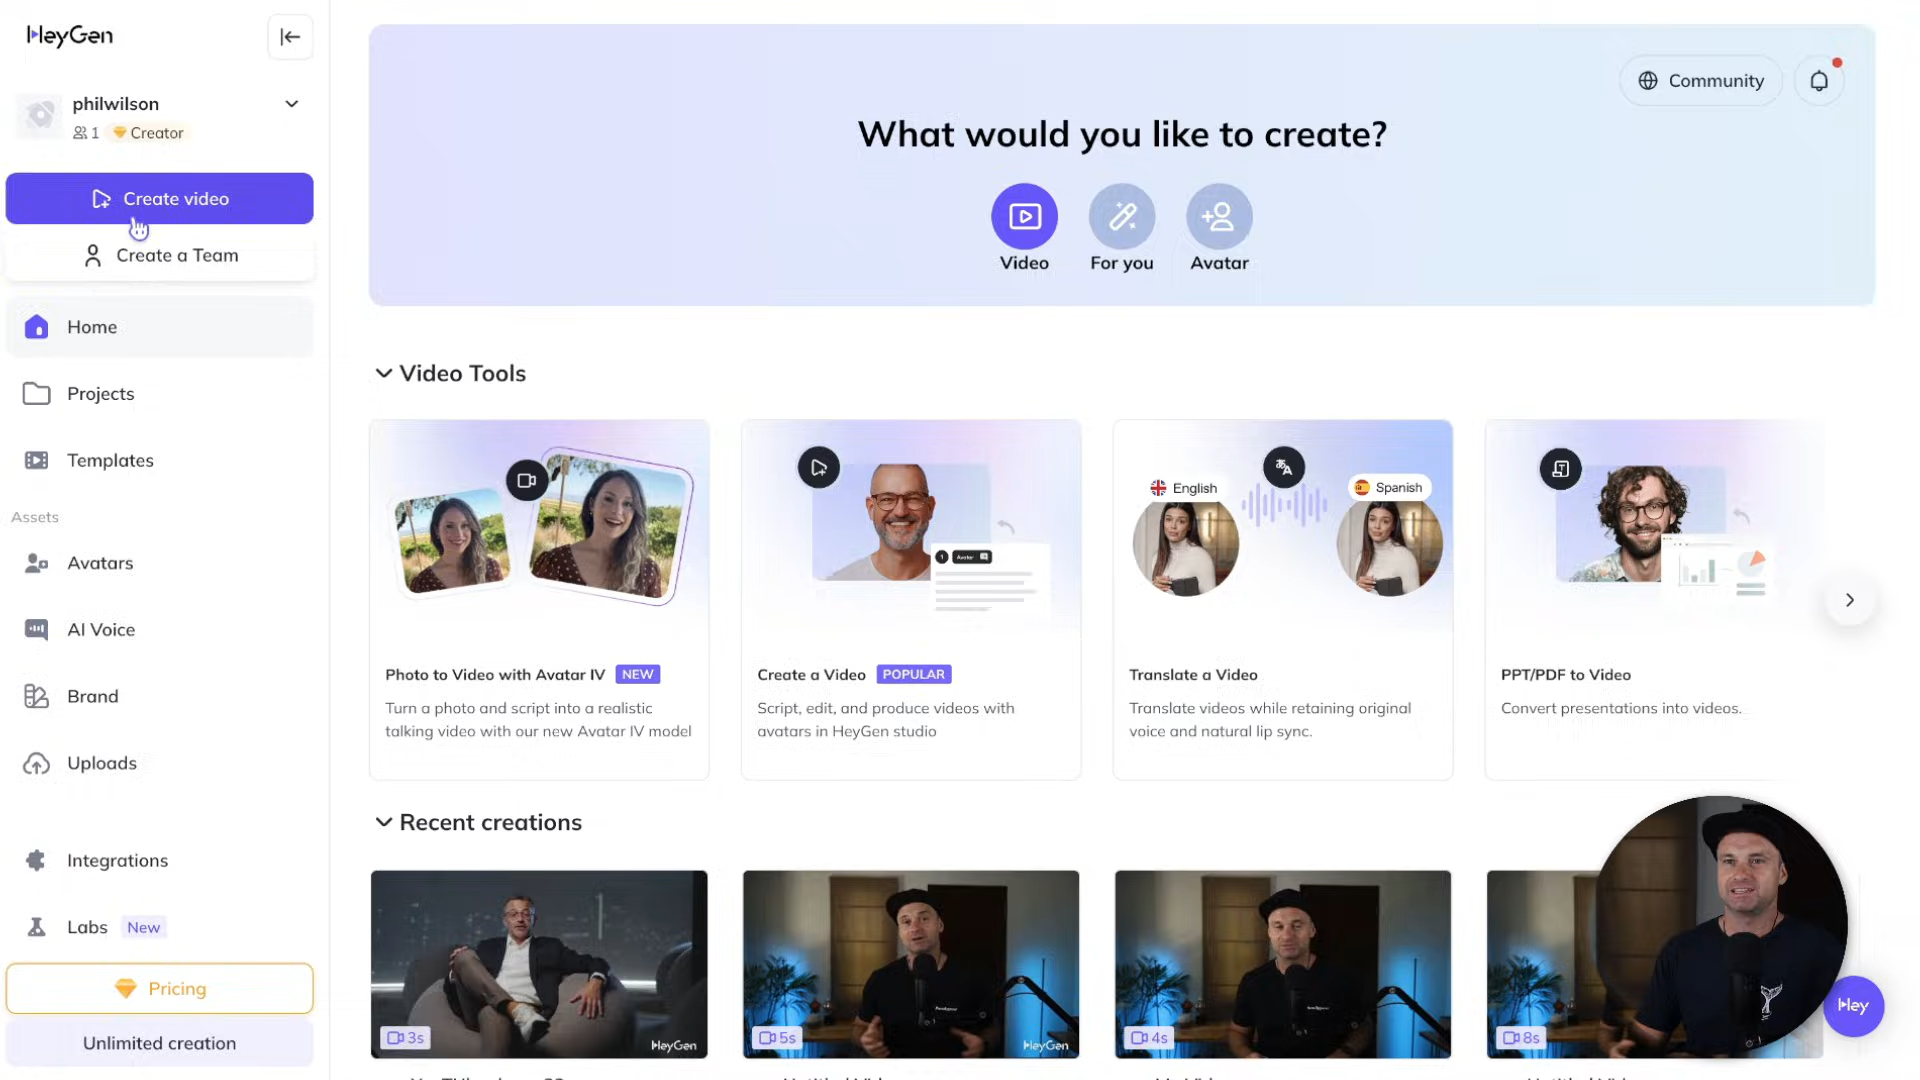 HeyGen
philwilson
1 Creator
Create video
Create a Team
Home
Projects
Templates
Assets
Avatars
AI Voice
Brand
Uploads
Integrations
Labs New
Pricing
Unlimited creation
Community
What would you like to create?
Video
For you
Avatar
Video Tools
English
Spanish
1 Avatar
Photo to Video with Avatar IV NEW
Turn a photo and script into a realistic
talking video with our new Avatar IV model
Create a Video POPULAR
Script, edit, and produce videos with
avatars in HeyGen studio
Translate a Video
Translate videos while retaining original
voice and natural lip sync.
PPT/PDF to Video
Convert presentations into videos.
Recent creations
3s
HeyGen
5s
HeyGen
4s
8s
Hey